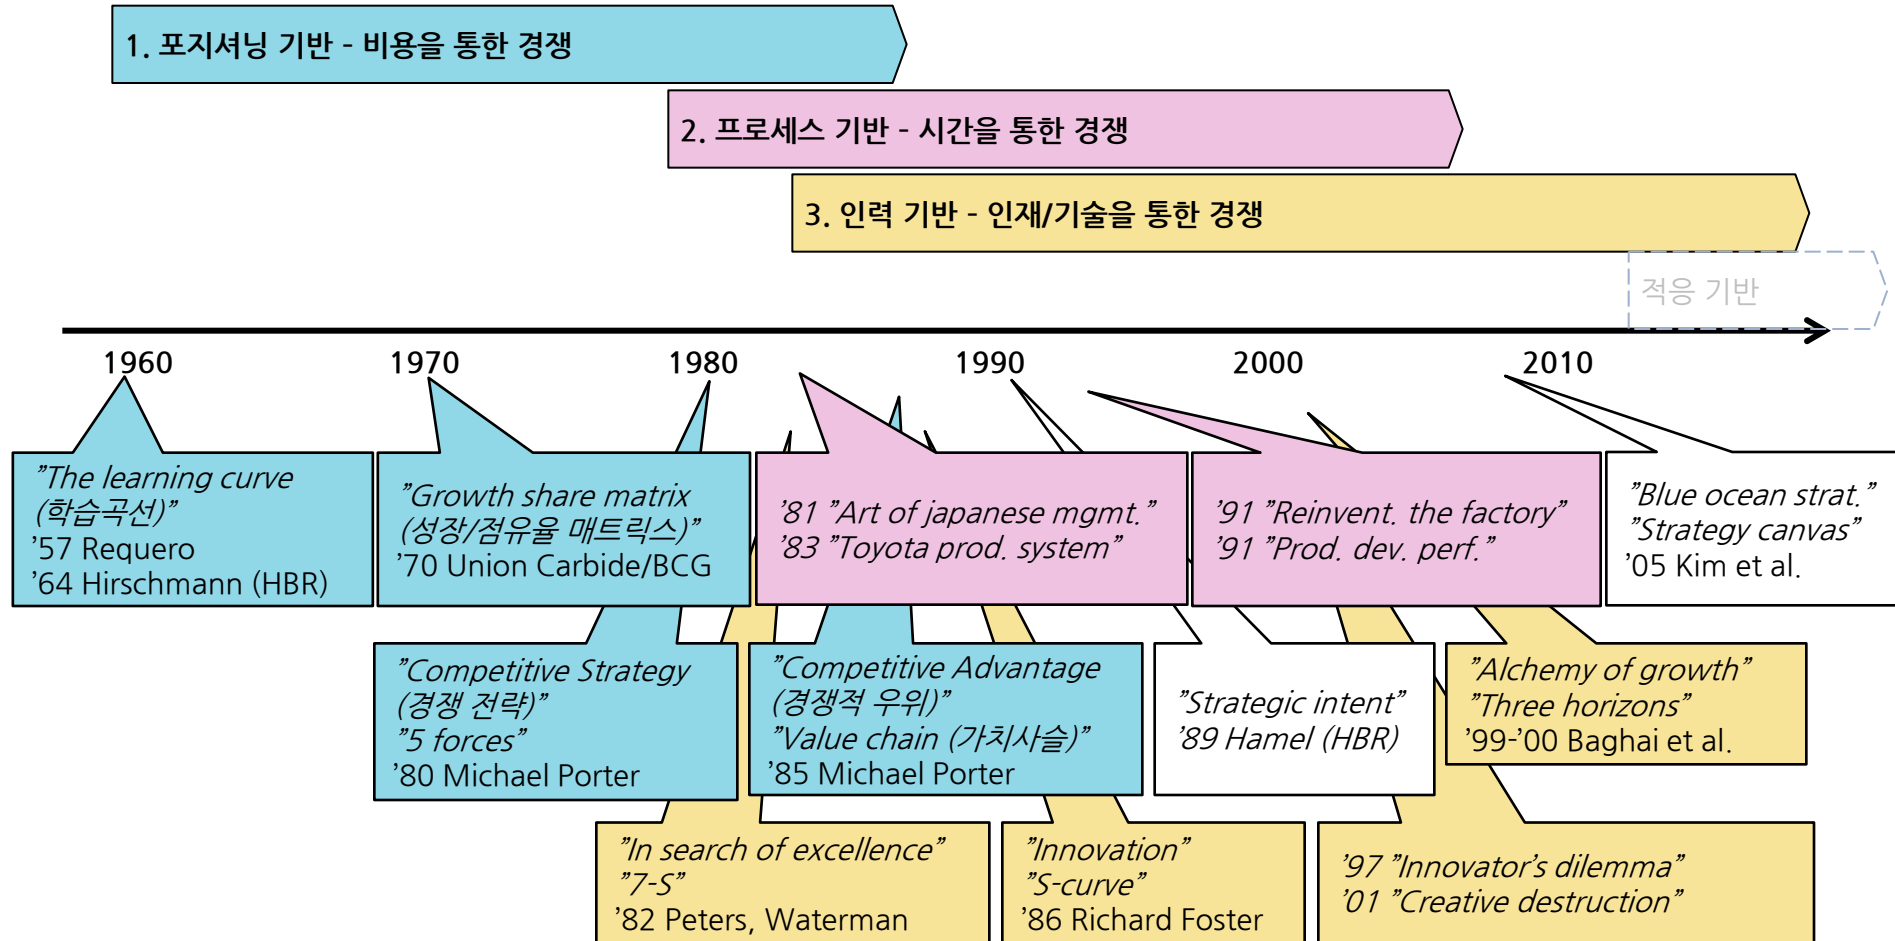 1. 포지셔닝 기반 - 비용을 통한 경쟁
2. 프로세스 기반 - 시간을 통한 경쟁
3. 인력 기반 - 인재/기술을 통한 경쟁
적응 기반
1960 1970 1980 1990 2000 2010
”The learning curve
(학습곡선)”
’57 Requero
’64 Hirschmann (HBR)
”Growth share matrix
(성장/점유율 매트릭스)”
’70 Union Carbide/BCG
’81 ”Art of japanese mgmt.”
’83 ”Toyota prod. system”
’91 ”Reinvent. the factory”
’91 ”Prod. dev. perf.”
”Blue ocean strat.”
”Strategy canvas”
’05 Kim et al.
”Competitive Strategy
(경쟁 전략)”
”5 forces”
’80 Michael Porter
”Competitive Advantage
(경쟁적 우위)”
”Value chain (가치사슬)”
’85 Michael Porter
”Strategic intent”
’89 Hamel (HBR)
”Alchemy of growth”
”Three horizons”
’99-’00 Baghai et al.
”In search of excellence”
”7-S”
’82 Peters, Waterman
”Innovation”
”S-curve”
’86 Richard Foster
’97 ”Innovator’s dilemma”
’01 ”Creative destruction”